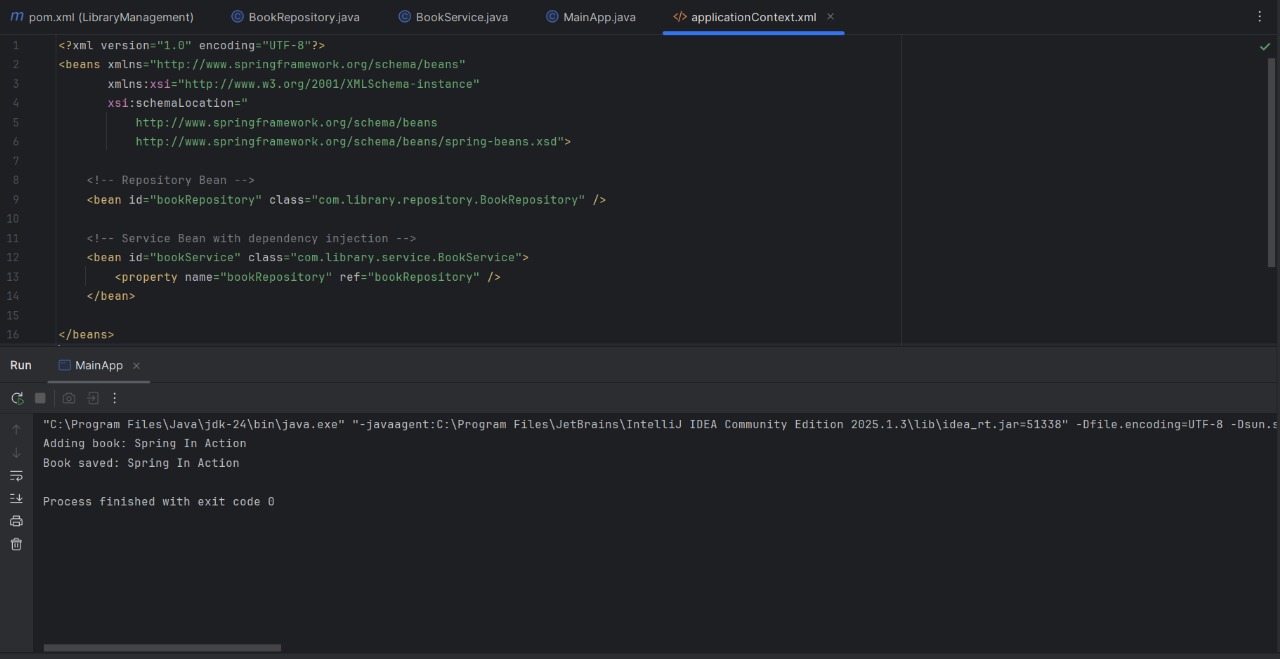 pom.xml (LibraryManagement) BookRepository.java BookService.java MainApp.java applicationContext.xml
1 <?xml version="1.0" encoding="UTF-8"?>
2 <beans xmlns="http://www.springframework.org/schema/beans"
3 xmlns:xsi="http://www.w3.org/2001/XMLSchema-instance"
4 xsi:schemaLocation="
5 http://www.springframework.org/schema/beans
6 http://www.springframework.org/schema/beans/spring-beans.xsd">
7
8 <!-- Repository Bean -->
9 <bean id="bookRepository" class="com.library.repository.BookRepository" />
10
11 <!-- Service Bean with dependency injection -->
12 <bean id="bookService" class="com.library.service.BookService">
13 <property name="bookRepository" ref="bookRepository" />
14 </bean>
15
16 </beans>
Run MainApp
"C:\Program Files\Java\jdk-24\bin\java.exe" "-javaagent:C:\Program Files\JetBrains\IntelliJ IDEA Community Edition 2025.1.3\lib\idea_rt.jar=51338" -Dfile.encoding=UTF-8 -Dsun.s
Adding book: Spring In Action
Book saved: Spring In Action
Process finished with exit code 0